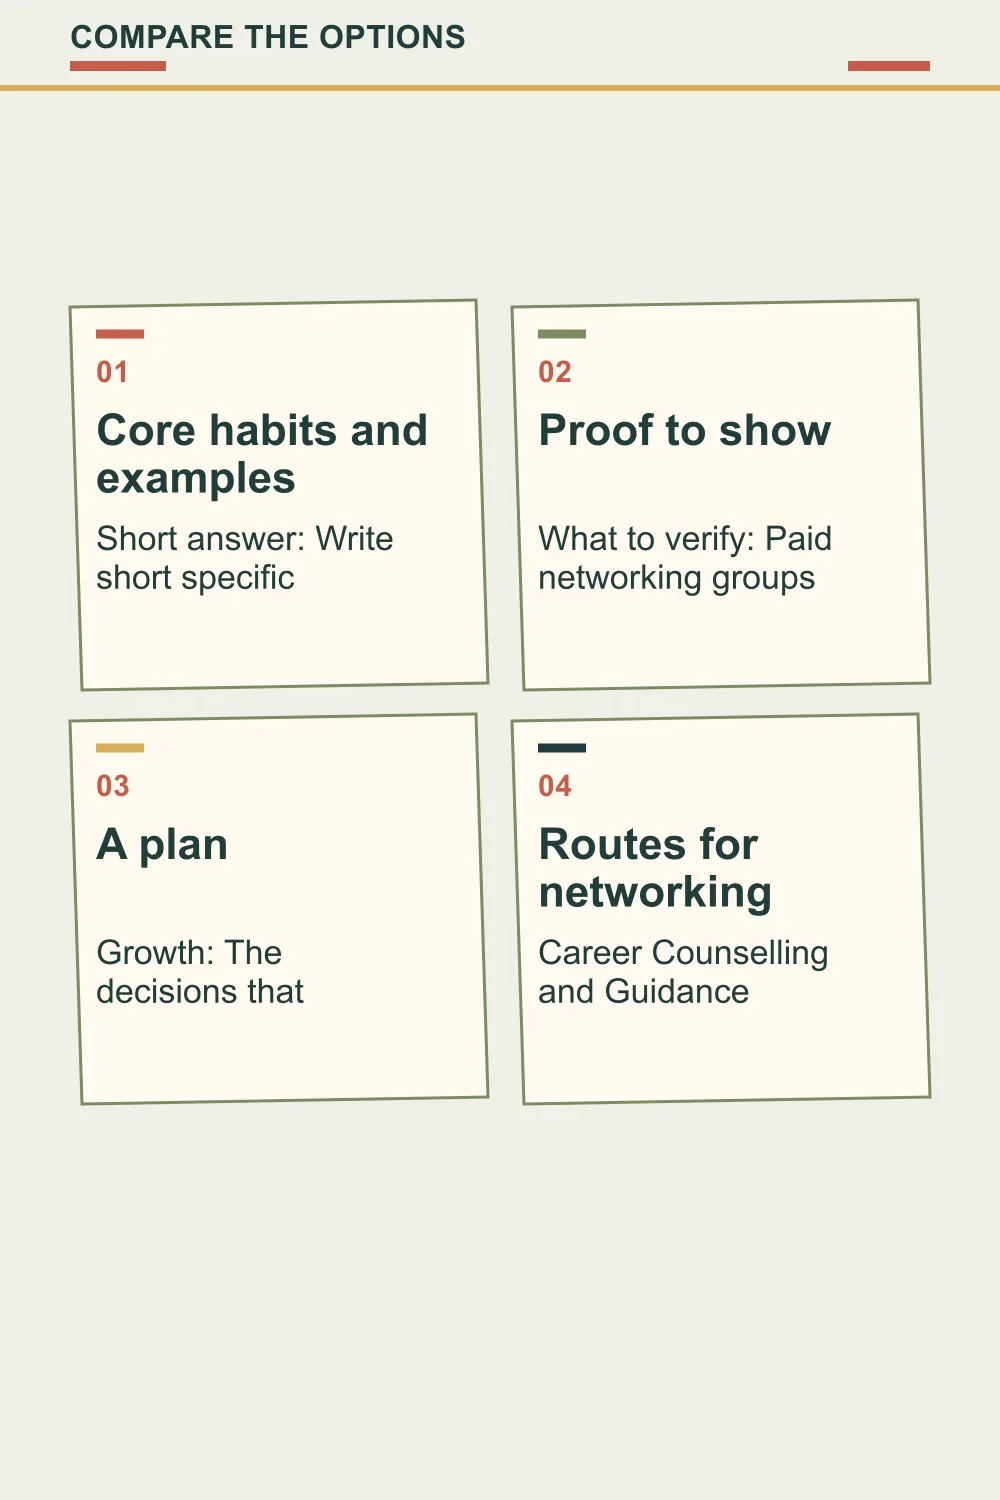 COMPARE THE OPTIONS
01
Core habits and
examples
Short answer: Write
short specific
02
Proof to show
What to verify: Paid
networking groups
03
A plan
Growth: The
decisions that
04
Routes for
networking
Career Counselling
and Guidance